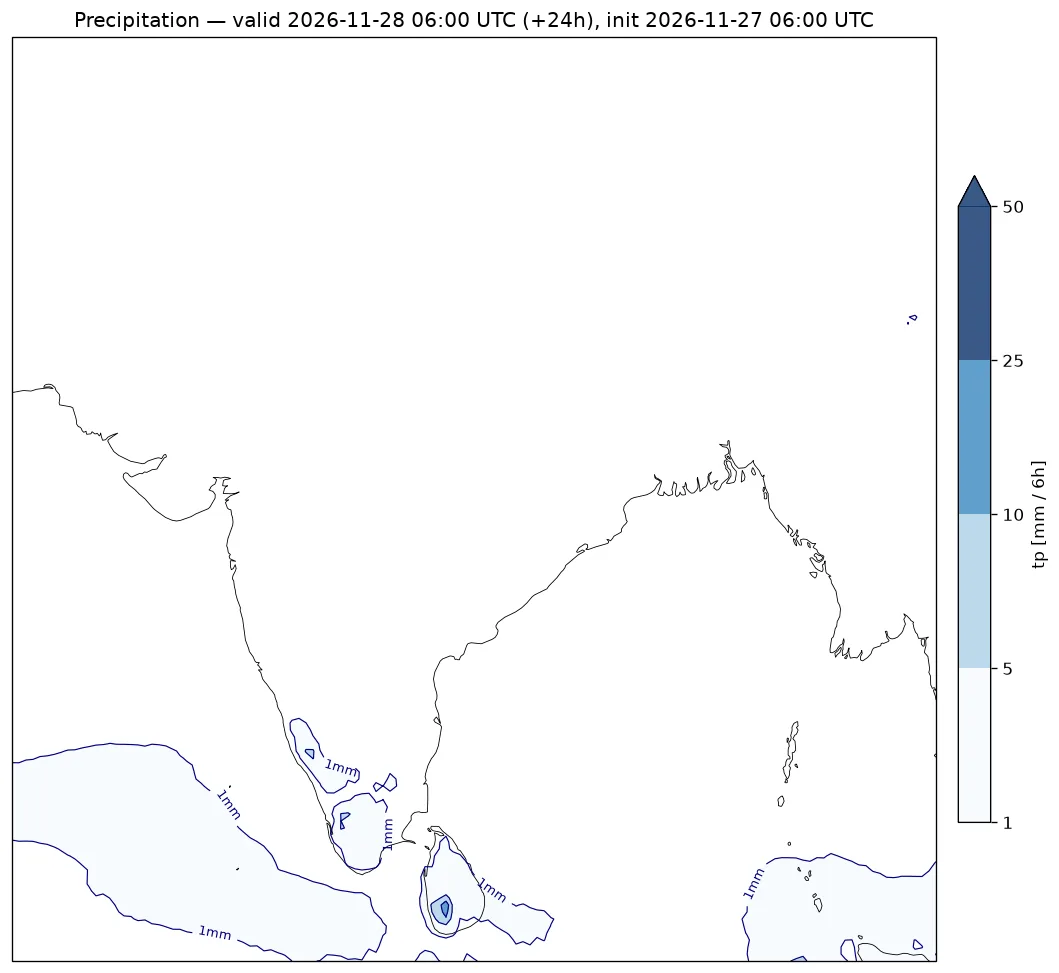 Precipitation — valid 2026-11-28 06:00 UTC (+24h), init 2026-11-27 06:00 UTC
50
25
10
5
1
tp [mm / 6h]
1mm
1mm
1mm
1mm
1mm
1mm